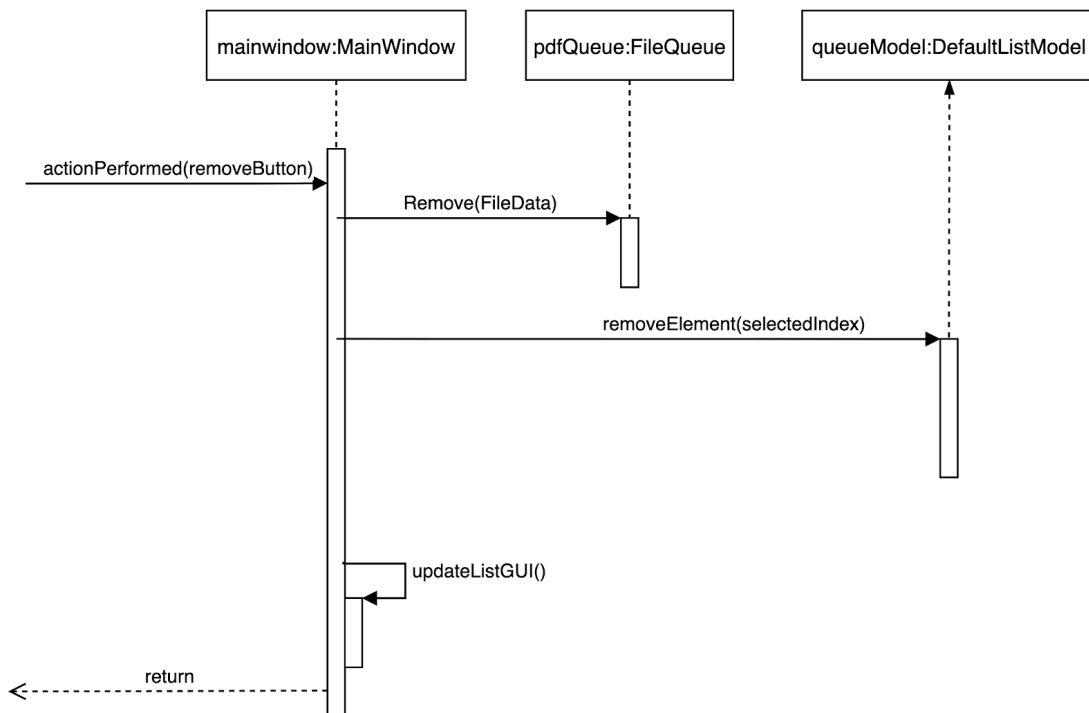 mainwindow:MainWindow
pdfQueue:FileQueue
queueModel:DefaultListModel
actionPerformed(removeButton)
Remove(FileData)
removeElement(selectedIndex)
updateListGUI()
return